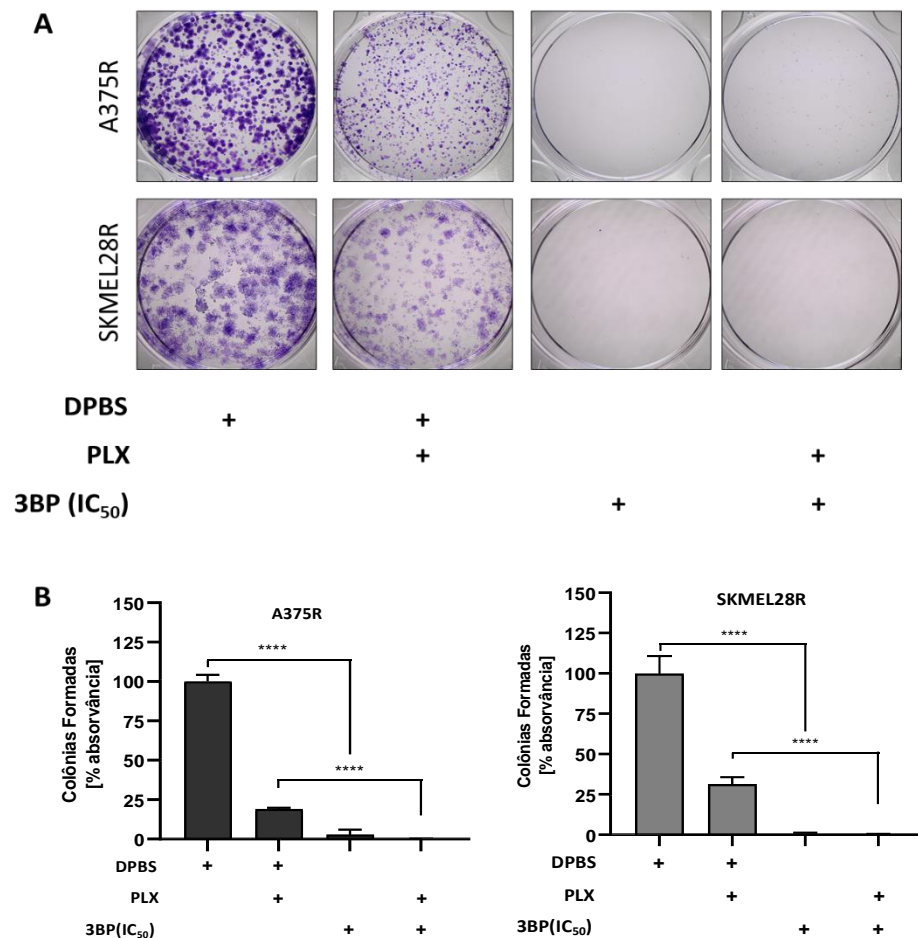 A
A375R
SKMEL28R
DPBS + +
PLX + +
3BP (IC₅₀) + +
B
A375R
Colônias Formadas
[% absorvância]
150
125
100
75
50
25
0
****
****
DPBS + +
PLX + +
3BP(IC₅₀) + +
SKMEL28R
Colônias Formadas
[% absorvância]
150
125
100
75
50
25
0
****
****
DPBS + +
PLX + +
3BP(IC₅₀) + +